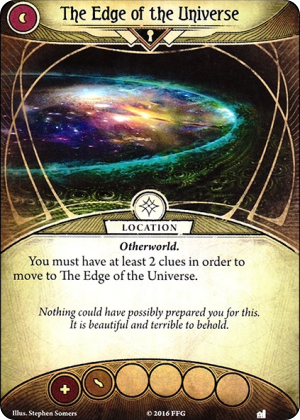 The Edge of the Universe
LOCATION
Otherworld.
You must have at least 2 clues in order to
move to The Edge of the Universe.
Nothing could have possibly prepared you for this.
It is beautiful and terrible to behold.
Illus. Stephen Somers
© 2016 FFG